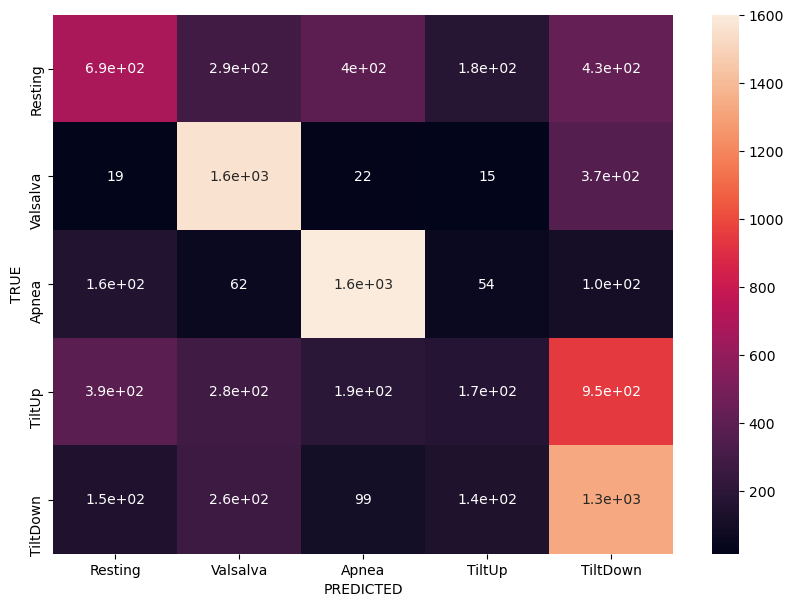 TRUE
Resting 6.9e+02 2.9e+02 4e+02 1.8e+02 4.3e+02
Valsalva 19 1.6e+03 22 15 3.7e+02
Apnea 1.6e+02 62 1.6e+03 54 1.0e+02
TiltUp 3.9e+02 2.8e+02 1.9e+02 1.7e+02 9.5e+02
TiltDown 1.5e+02 2.6e+02 99 1.4e+02 1.3e+03
Resting Valsalva Apnea TiltUp TiltDown
PREDICTED
1600
1400
1200
1000
800
600
400
200